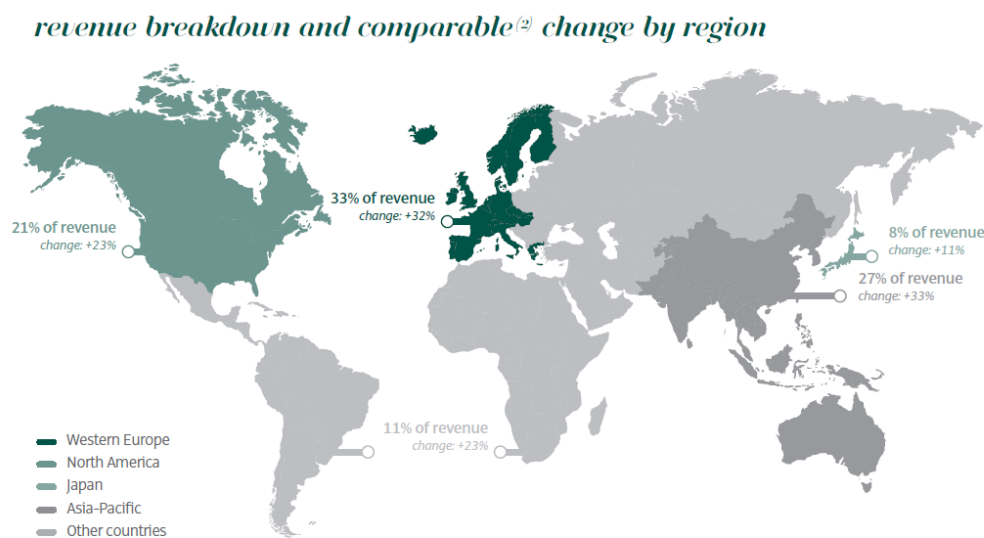 revenue breakdown and comparable(2) change by region
33% of revenue
change: +32%
21% of revenue
change: +23%
8% of revenue
change: +11%
27% of revenue
change: +33%
11% of revenue
change: +23%
Western Europe
North America
Japan
Asia-Pacific
Other countries